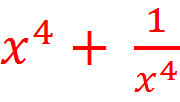 x⁴ + 1/x⁴